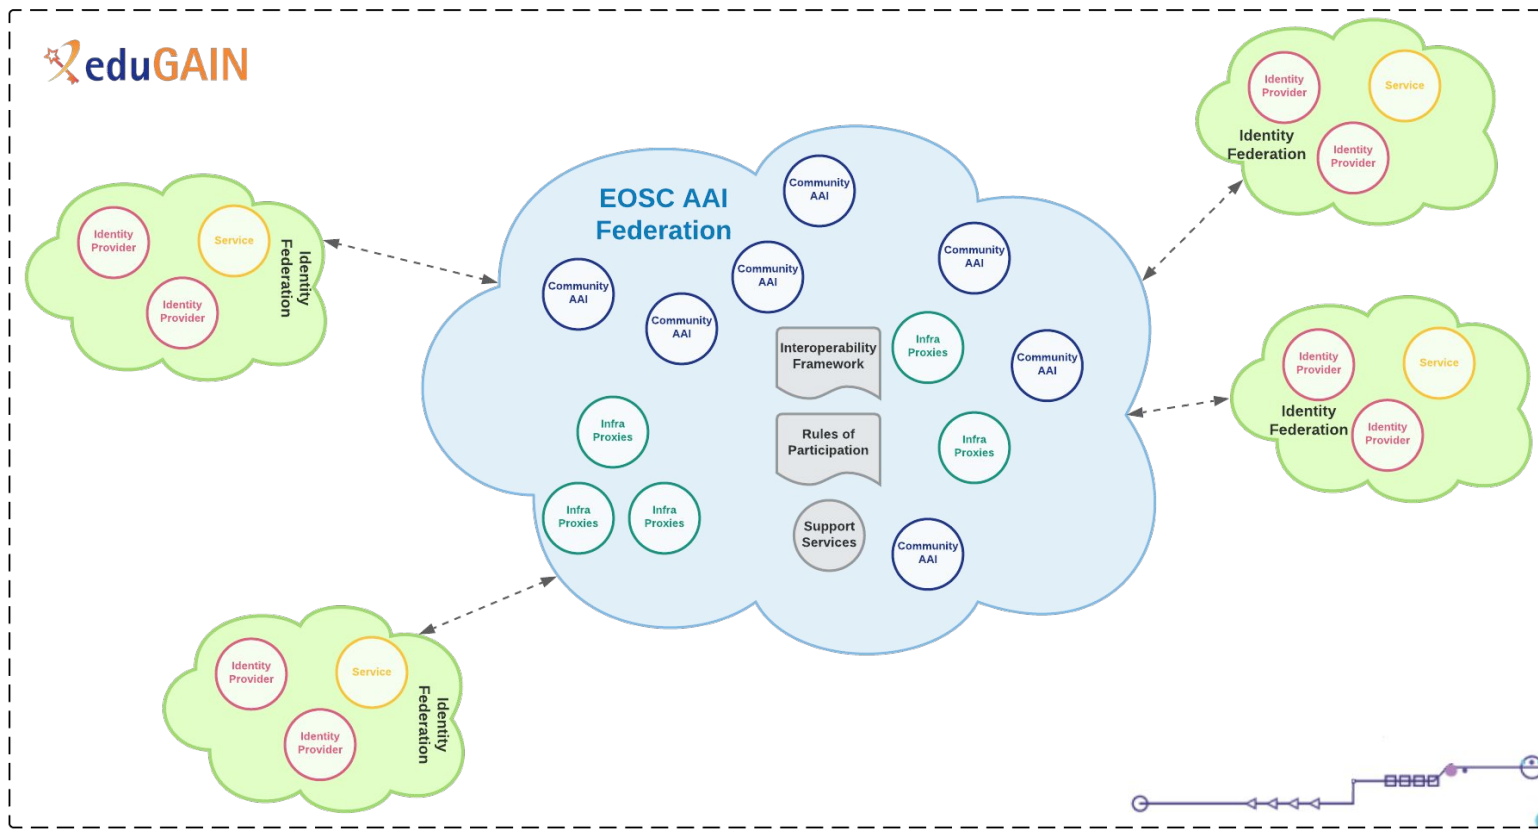 eduGAIN
Identity
Provider
Service
Identity
Provider
Identity
Federation
Identity
Provider
Service
Identity
Provider
Identity
Federation
EOSC AAI
Federation
Community
AAI
Community
AAI
Community
AAI
Community
AAI
Community
AAI
Interoperability
Framework
Infra
Proxies
Community
AAI
Infra
Proxies
Rules of
Participation
Infra
Proxies
Infra
Proxies
Infra
Proxies
Support
Services
Community
AAI
Identity
Provider
Service
Identity
Provider
Identity
Federation
Identity
Provider
Service
Identity
Provider
Identity
Federation